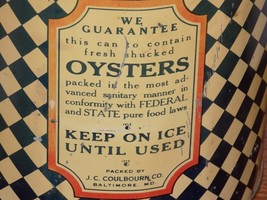 WE
GUARANTEE
this can to contain
fresh shucked
OYSTERS
packed in the most ad-
vanced sanitary manner in
conformity with FEDERAL
and STATE pure food laws
KEEP ON ICE
UNTIL USED
PACKED BY
J. C. COULBOURN CO.
BALTIMORE, MD.